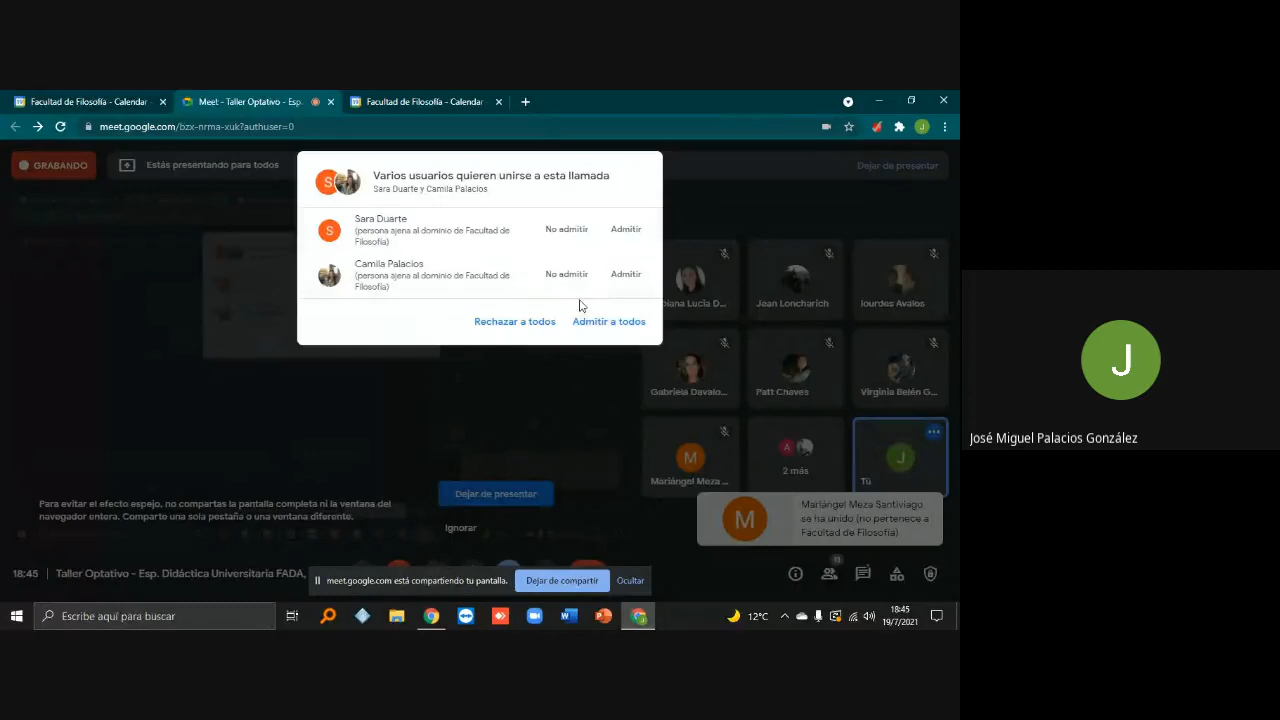 Facultad de Filosofía - Calendar
Meet - Taller Optativo - Esp.
Facultad de Filosofía - Calendar
meet.google.com/bzx-nrma-xuk?authuser=0
J
GRABANDO
Estás presentando para todos
Dejar de presentar
S
Varios usuarios quieren unirse a esta llamada
Sara Duarte y Camila Palacios
S
Sara Duarte
(persona ajena al dominio de Facultad de
Filosofía)
No admitir
Admitir
Camila Palacios
(persona ajena al dominio de Facultad de
Filosofía)
No admitir
Admitir
Rechazar a todos
Admitir a todos
Lucia D...
Jean Loncharich
lourdes Avalos
Gabriela Davalo...
Patt Chaves
Virginia Belén G...
M
Mariángel Meza ...
A
2 más
J
Tú
J
José Miguel Palacios González
Para evitar el efecto espejo, no compartas la pantalla completa ni la ventana del
navegador entera. Comparte una sola pestaña o una ventana diferente.
Dejar de presentar
Ignorar
M
Mariángel Meza Santiviago
se ha unido (no pertenece a
Facultad de Filosofía)
18:45
Taller Optativo - Esp. Didáctica Universitaria FADA,
meet.google.com está compartiendo tu pantalla.
Dejar de compartir
Ocultar
Escribe aquí para buscar
12°C
18:45
19/7/2021